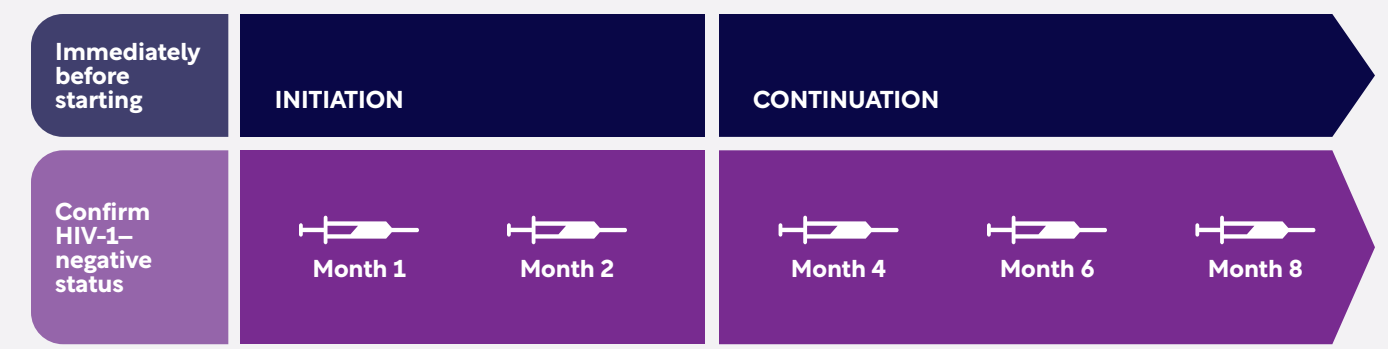 Immediately
before
starting
INITIATION
CONTINUATION
Confirm
HIV-1–
negative
status
Month 1
Month 2
Month 4
Month 6
Month 8